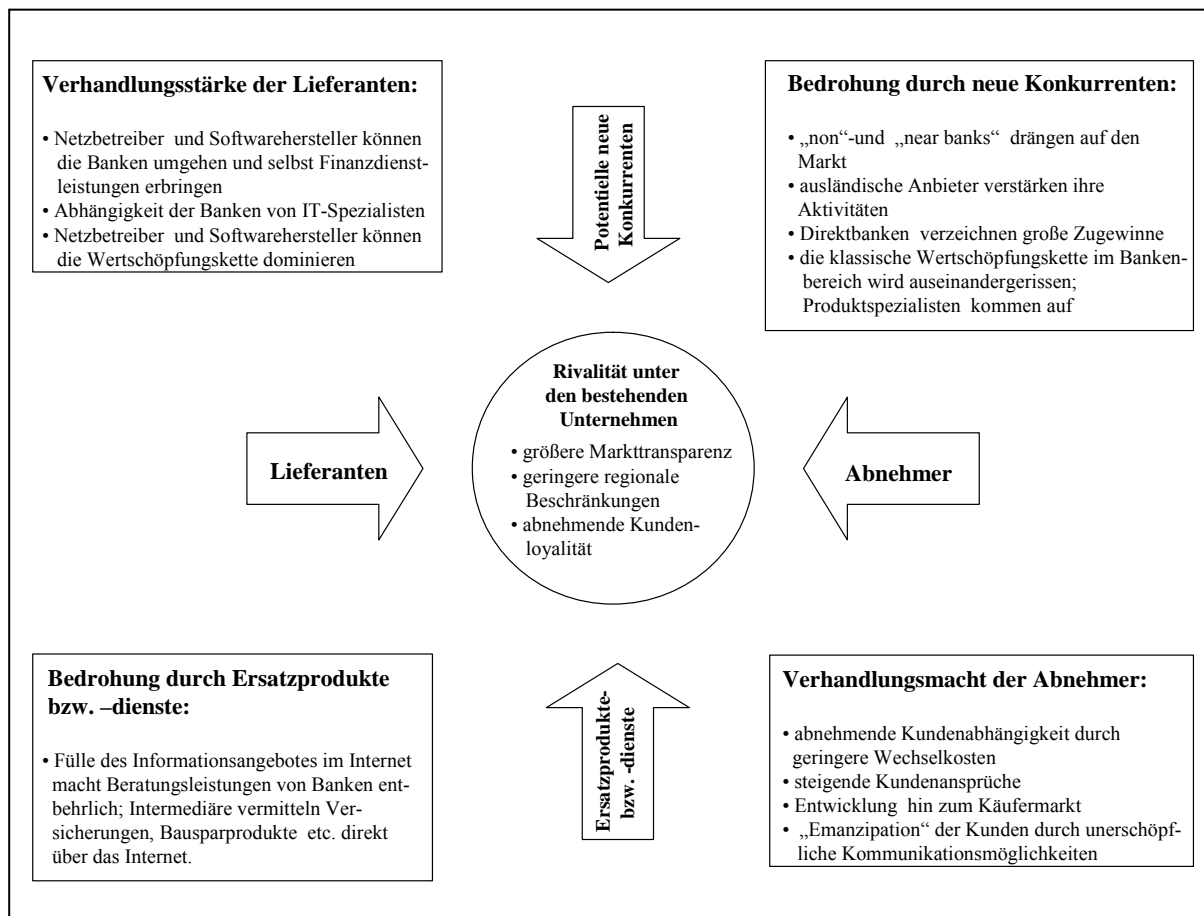 Verhandlungsstärke der Lieferanten:
• Netzbetreiber und Softwarehersteller können
die Banken umgehen und selbst Finanzdienst-
leistungen erbringen
• Abhängigkeit der Banken von IT-Spezialisten
• Netzbetreiber und Softwarehersteller können
die Wertschöpfungskette dominieren
Potentielle neue
Konkurrenten
Bedrohung durch neue Konkurrenten:
• „non“-und „near banks“ drängen auf den
Markt
• ausländische Anbieter verstärken ihre
Aktivitäten
• Direktbanken verzeichnen große Zugewinne
• die klassische Wertschöpfungskette im Banken-
bereich wird auseinandergerissen;
Produktspezialisten kommen auf
Lieferanten
Rivalität unter
den bestehenden
Unternehmen
• größere Markttransparenz
• geringere regionale
Beschränkungen
• abnehmende Kunden-
loyalität
Abnehmer
Bedrohung durch Ersatzprodukte
bzw. –dienste:
• Fülle des Informationsangebotes im Internet
macht Beratungsleistungen von Banken ent-
behrlich; Intermediäre vermitteln Ver-
sicherungen, Bausparprodukte etc. direkt
über das Internet.
Ersatzprodukte-
bzw. -dienste
Verhandlungsmacht der Abnehmer:
• abnehmende Kundenabhängigkeit durch
geringere Wechselkosten
• steigende Kundenansprüche
• Entwicklung hin zum Käufermarkt
• „Emanzipation“ der Kunden durch unerschöpf-
liche Kommunikationsmöglichkeiten